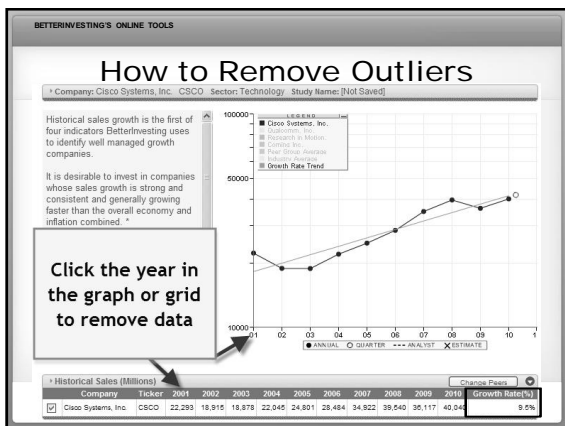 BETTERINVESTING'S ONLINE TOOLS
How to Remove Outliers
Company: Cisco Systems, Inc. CSCO Sector: Technology Study Name: [Not Saved]
Historical sales growth is the first of
four indicators BetterInvesting uses
to identify well managed growth
companies.
It is desirable to invest in companies
whose sales growth is strong and
consistent and generally growing
faster than the overall economy and
inflation combined. *
Click the year in
the graph or grid
to remove data
100000
50000
10000
LEGEND
Cisco Systems, Inc.
Qualcomm, Inc.
Research in Motion
Corning Inc.
Peer Group Average
Industry Average
Growth Rate Trend
01 02 03 04 05 06 07 08 09 10 1
ANNUAL QUARTER ANALYST ESTIMATE
Historical Sales (Millions) Change Peers
Company Ticker 2001 2002 2003 2004 2005 2006 2007 2008 2009 2010 Growth Rate(%)
Cisco Systems, Inc. CSCO 22,293 18,915 18,878 22,045 24,801 28,484 34,922 39,540 36,117 40,040 9.5%